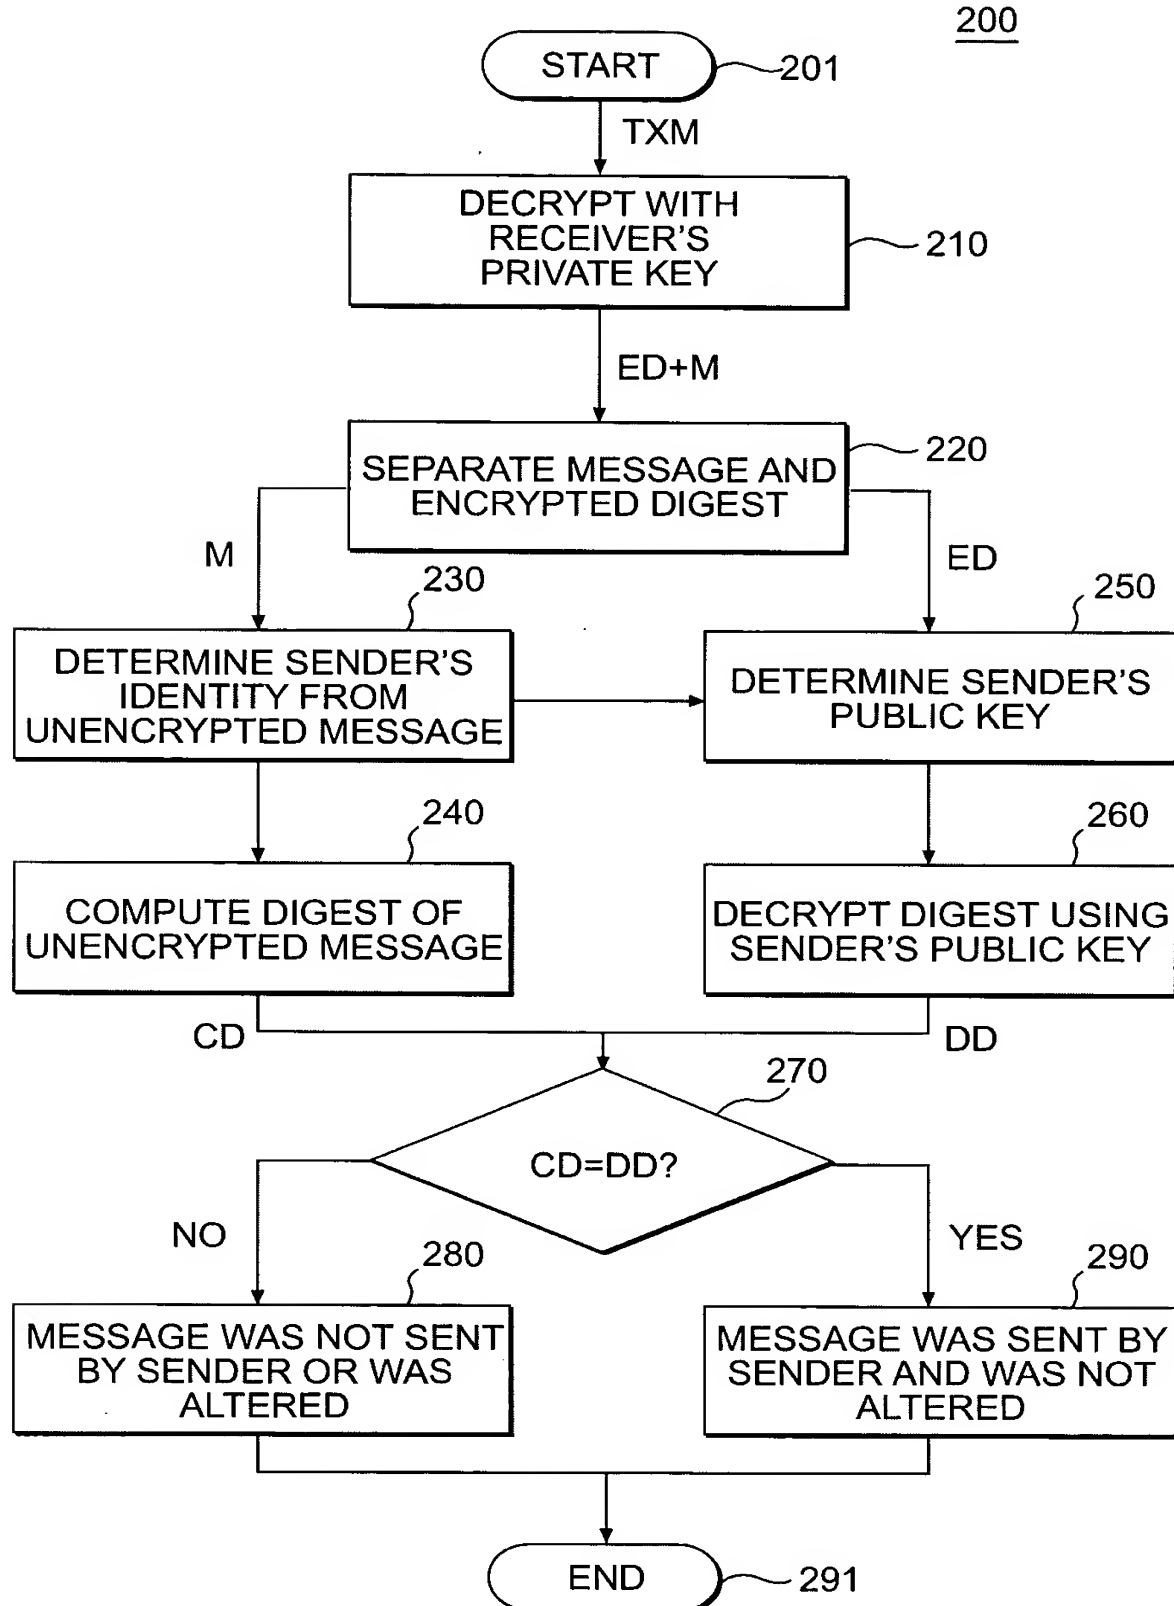 200
START
201
TXM
DECRYPT WITH
RECEIVER'S
PRIVATE KEY
210
ED+M
SEPARATE MESSAGE AND
ENCRYPTED DIGEST
220
M
ED
230
250
DETERMINE SENDER'S
IDENTITY FROM
UNENCRYPTED MESSAGE
DETERMINE SENDER'S
PUBLIC KEY
240
260
COMPUTE DIGEST OF
UNENCRYPTED MESSAGE
DECRYPT DIGEST USING
SENDER'S PUBLIC KEY
CD
DD
270
CD=DD?
NO
YES
280
290
MESSAGE WAS NOT SENT
BY SENDER OR WAS
ALTERED
MESSAGE WAS SENT BY
SENDER AND WAS NOT
ALTERED
END
291